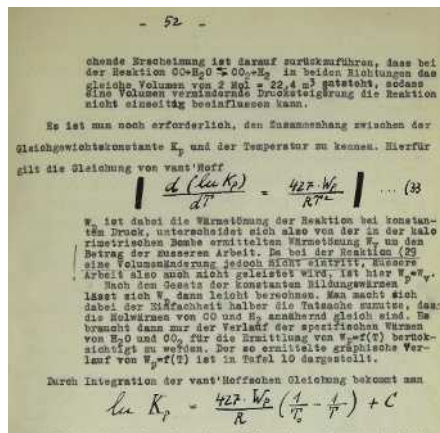 - 52 -
chende Erscheinung ist darauf zurückzuführen, dass bei
der Reaktion CO+H2O ⇆ CO2+H2 in beiden Richtungen das
gleiche Volumen von 2 Mol = 22,4 m³ entsteht, sodass
eine Volumen vermindernde Drucksteigerung die Reaktion
nicht einseitig beeinflussen kann.
Es ist nun noch erforderlich, den Zusammenhang zwischen der
Gleichgewichtskonstante Kp und der Temperatur zu kennen. Hierfür
gilt die Gleichung von vant'Hoff
d (ln Kp) / dT = 427·Wp / RT² ... (33
Wp ist dabei die Wärmetönung der Reaktion bei konstan-
tem Druck, unterscheidet sich also von der in der kalo
rimetrischen Bombe ermittelten Wärmetönung Wv um den
Betrag der äusseren Arbeit. Da bei der Reaktion (29
eine Volumenänderung jedoch nicht eintritt, äussere
Arbeit also auch nicht geleistet wird, ist hier Wp=Wv.
Nach dem Gesetz der konstanten Bildungswärmen
lässt sich Wp dann leicht berechnen. Man macht sich
dabei der Einfachheit halber die Tatsache zunutze, dass
die Molwärmen von CO und H2 annähernd gleich sind. Es
braucht dann nur der Verlauf der spezifischen Wärmen
von H2O und CO2 für die Ermittlung von Wp=f(T) berück-
sichtigt zu werden. Der so ermittelte graphische Ver-
lauf von Wp=f(T) ist in Tafel 10 dargestellt.
Durch Integration der vant'Hoffschen Gleichung bekommt man
ln Kp = 427·Wp / R (1/To - 1/T) + C